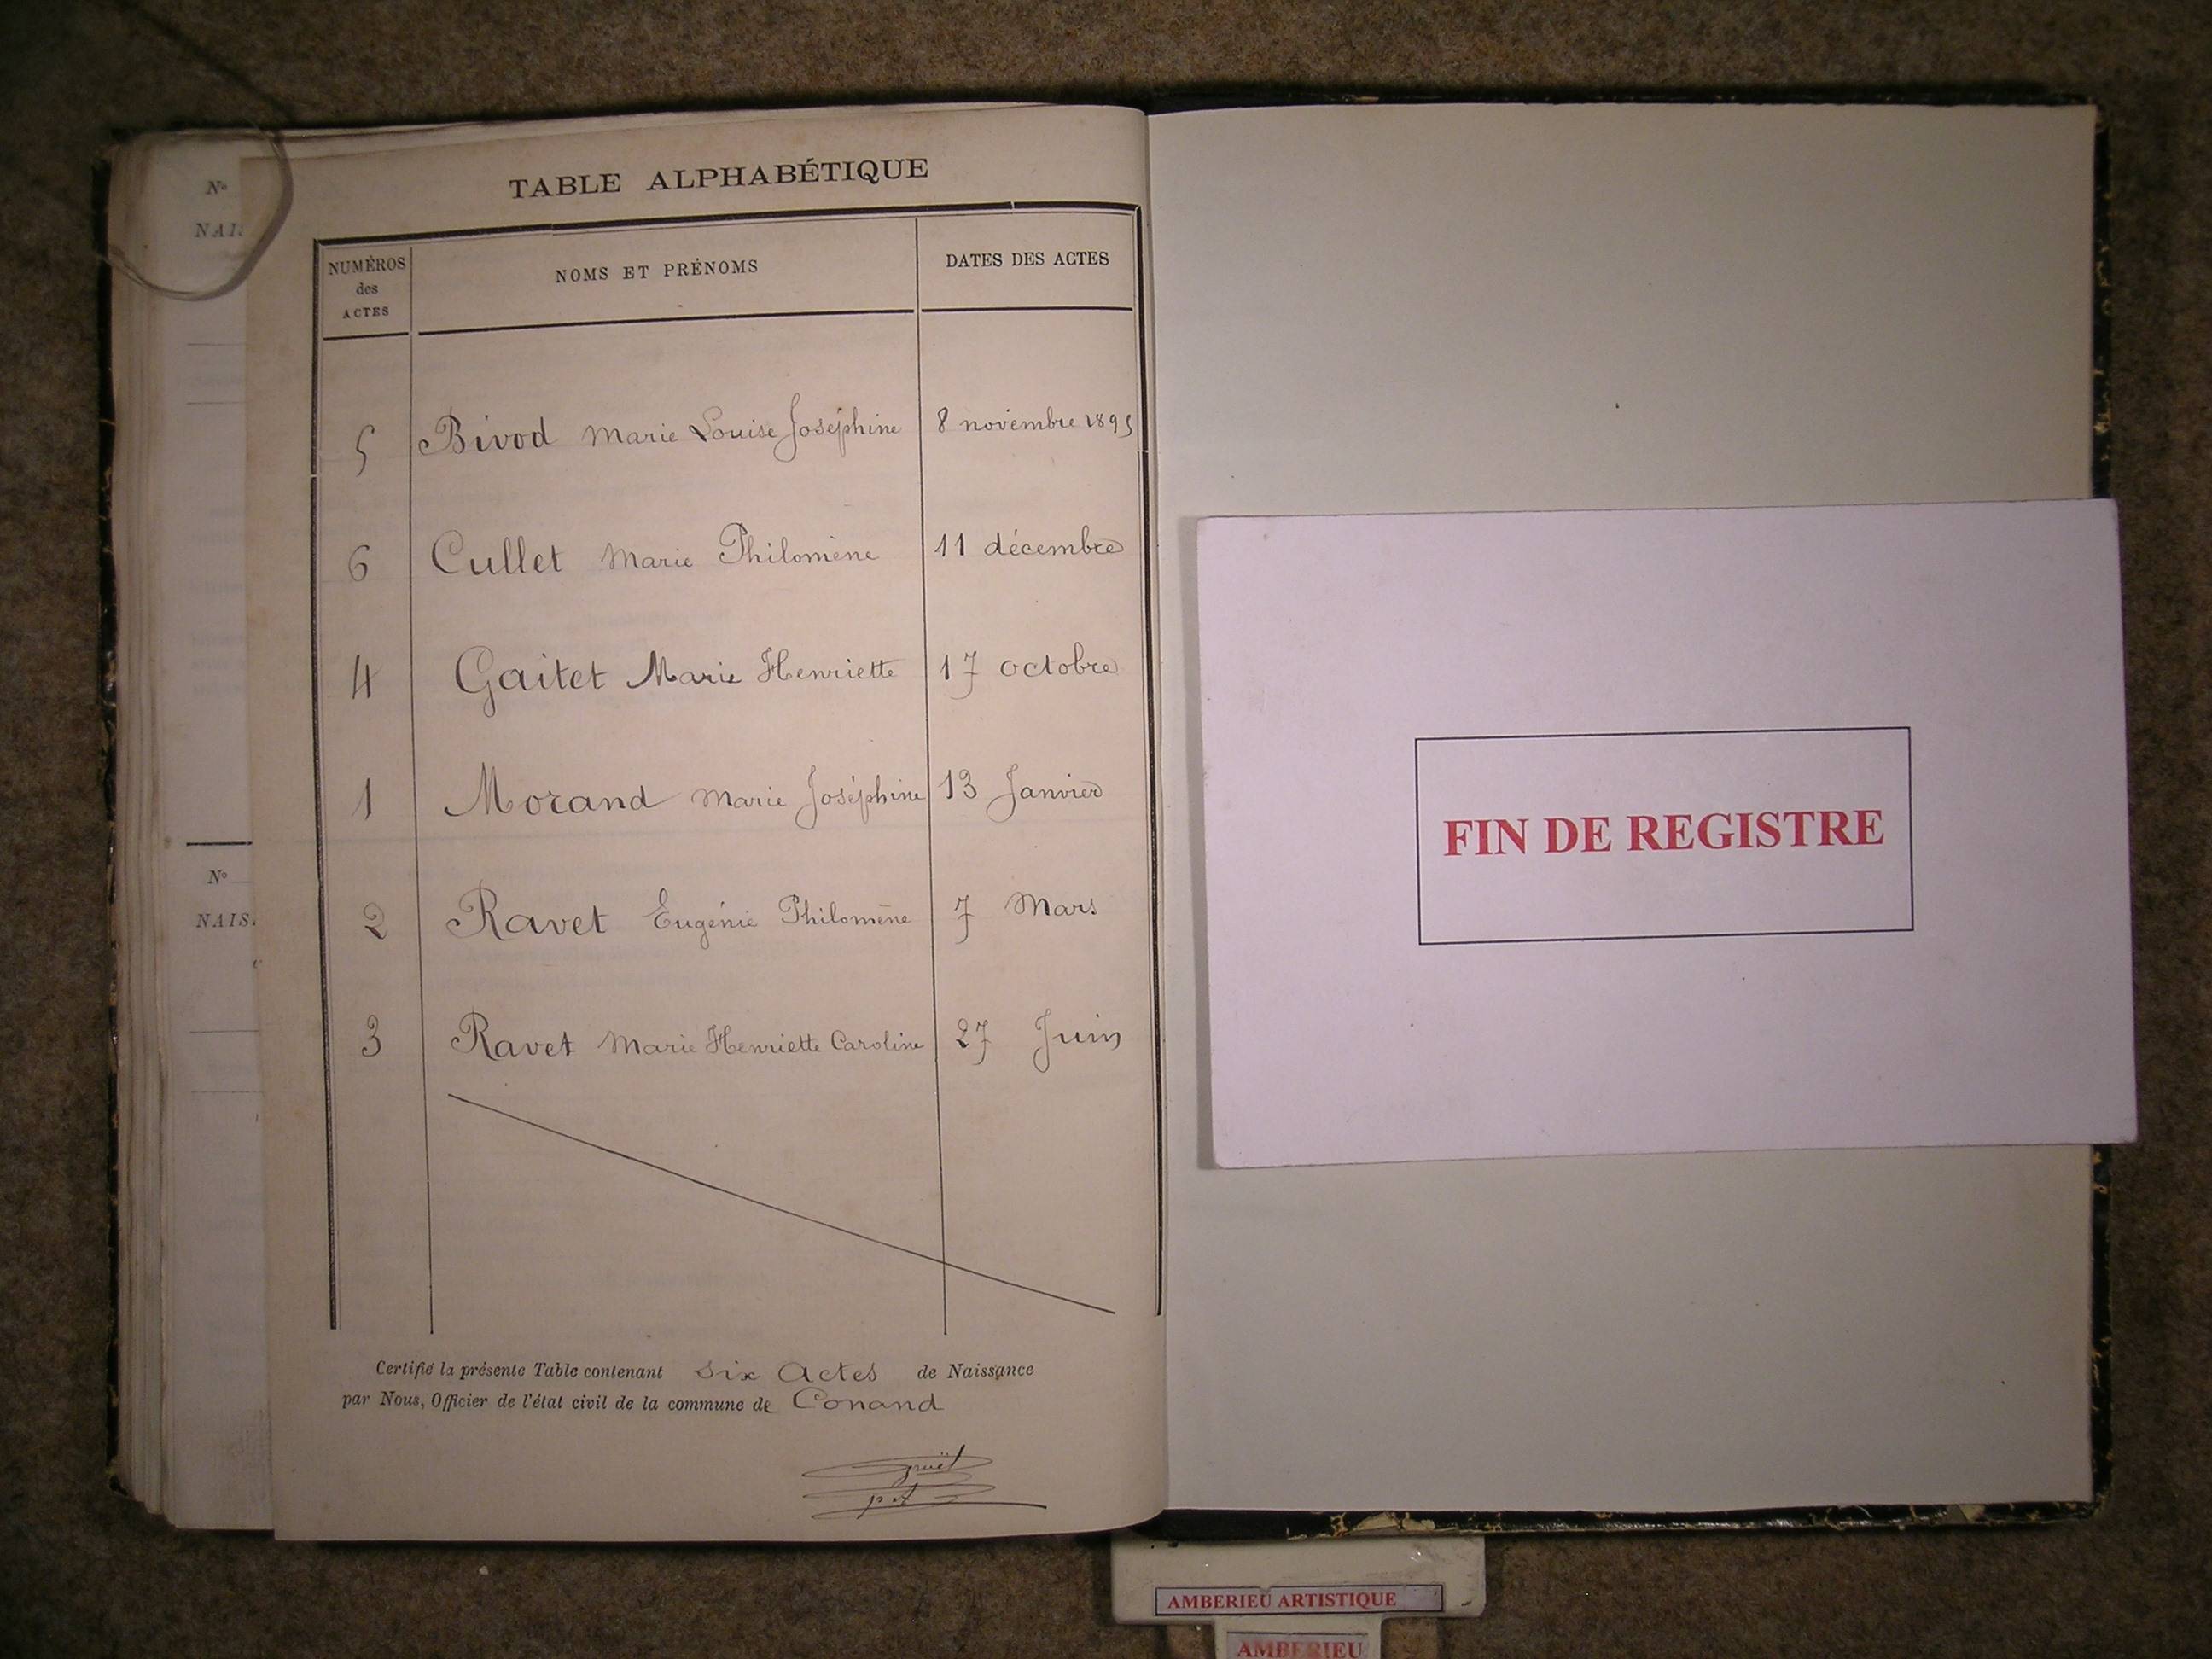 N°
NAIS
N°
NAIS.
TABLE ALPHABÉTIQUE
NUMÉROS
des
ACTES
NOMS ET PRÉNOMS
DATES DES ACTES
5 Bivod Marie Louise Joséphine 8 novembre 1895
6 Cullet Marie Philomène 11 décembre
4 Gaitet Marie Henriette 17 octobre
1 Morand Marie Joséphine 13 Janvier
2 Ravet Eugénie Philomène 7 Mars
3 Ravet Marie Henriette Caroline 27 Juin
Certifié la présente Table contenant six Actes de Naissance
par Nous, Officier de l'état civil de la commune de Conand
FIN DE REGISTRE
AMBERIEU ARTISTIQUE
AMBERIEU